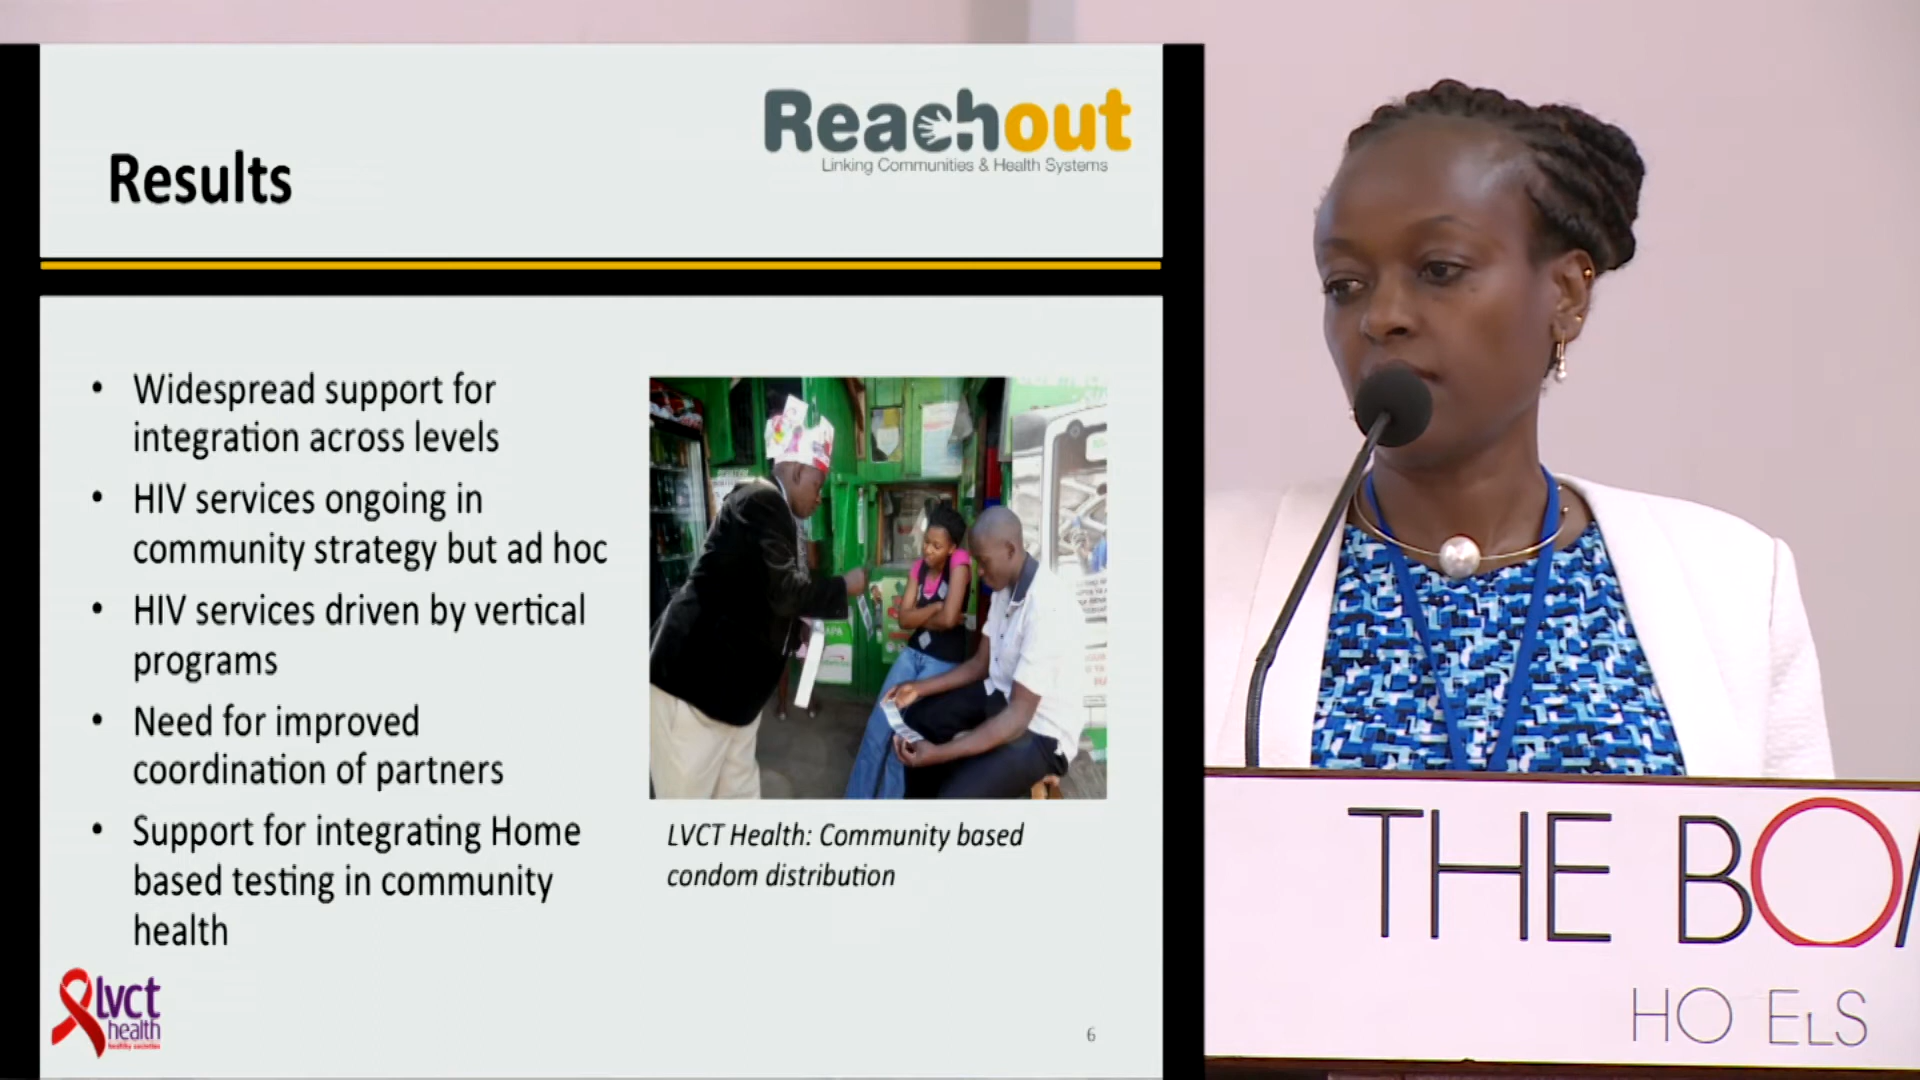 Reachout
Linking Communities & Health Systems
Results
• Widespread support for
integration across levels
• HIV services ongoing in
community strategy but ad hoc
• HIV services driven by vertical
programs
• Need for improved
coordination of partners
• Support for integrating Home
based testing in community
health
LVCT Health: Community based
condom distribution
lvct
health
healthy societies
6
THE BO
HO ELS